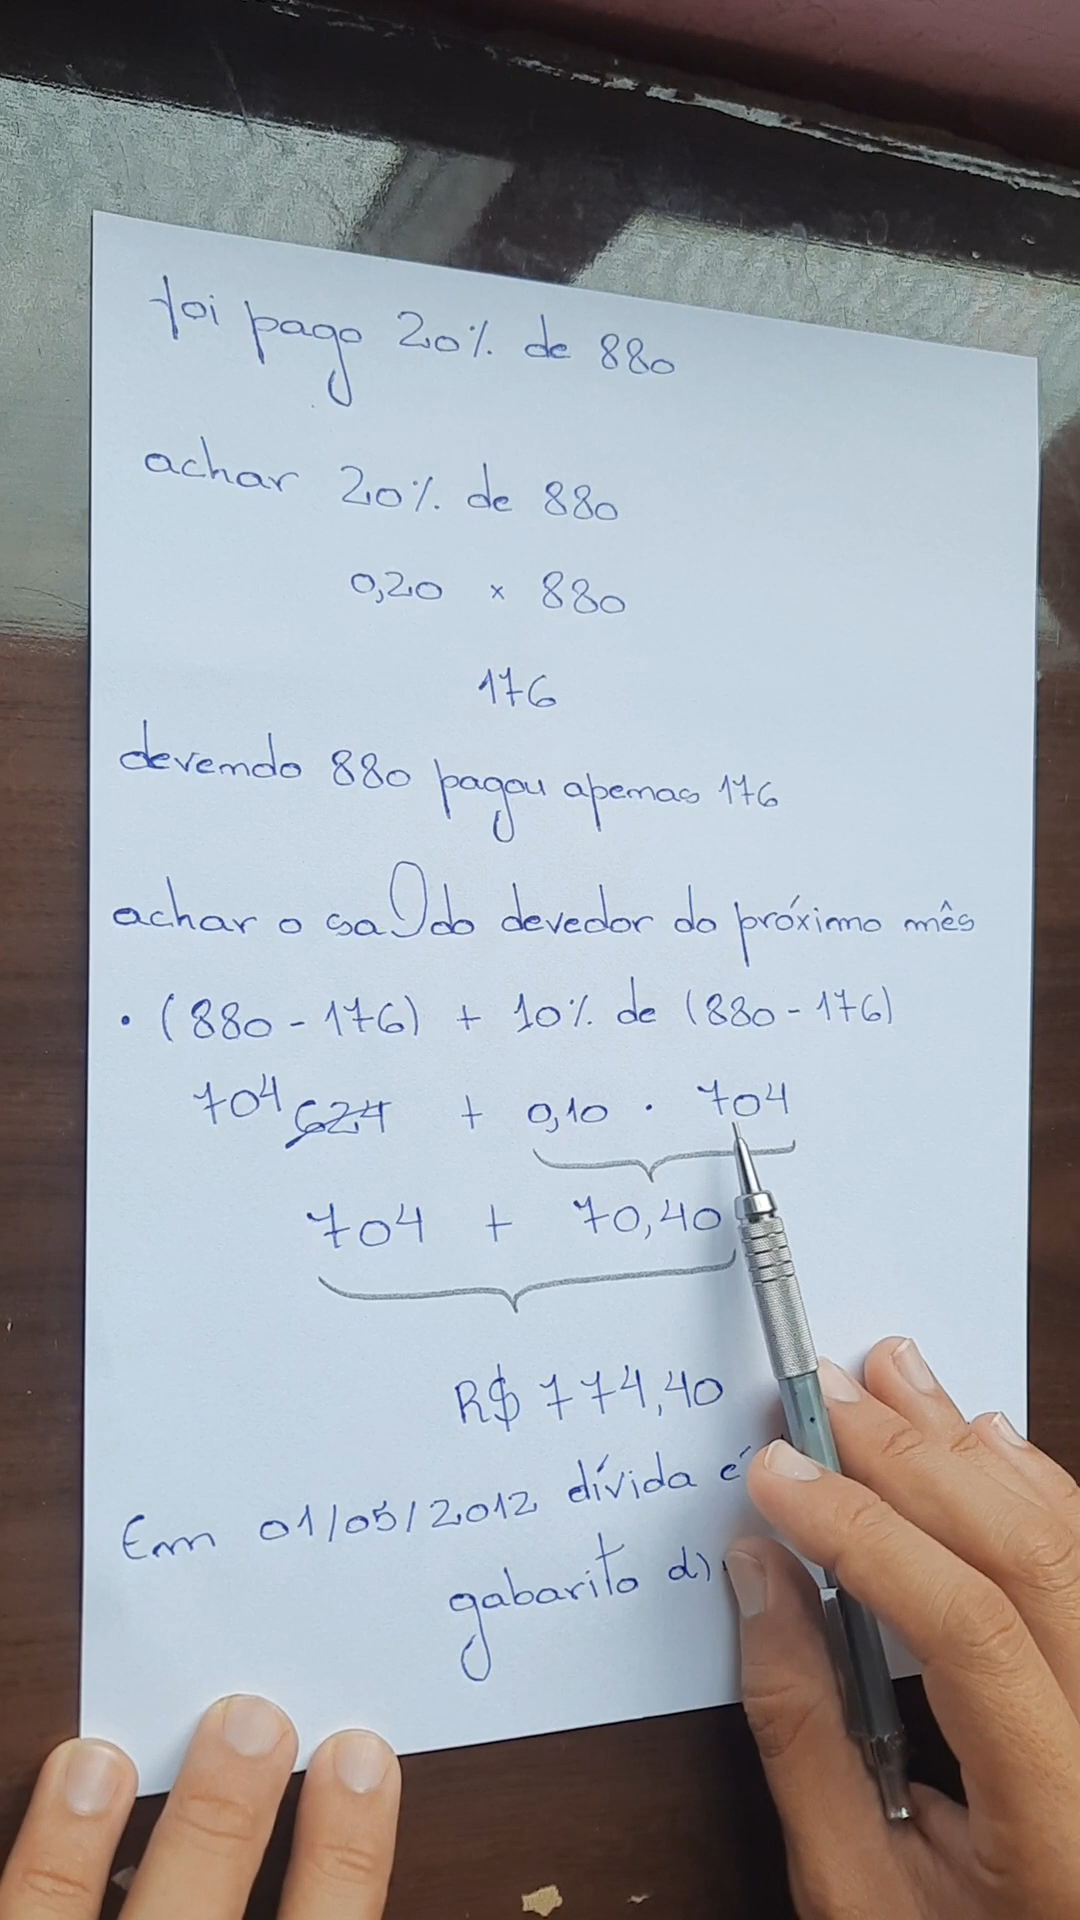 foi pago 20% de 880
achar 20% de 880
0,20 × 880
176
devendo 880 pagou apenas 176
achar o saldo devedor do próximo mês
• (880 - 176) + 10% de (880 - 176)
704 624 + 0,10 · 704
704 + 70,40
R$ 774,40
Em 01/05/2012 dívida é
gabarito d)